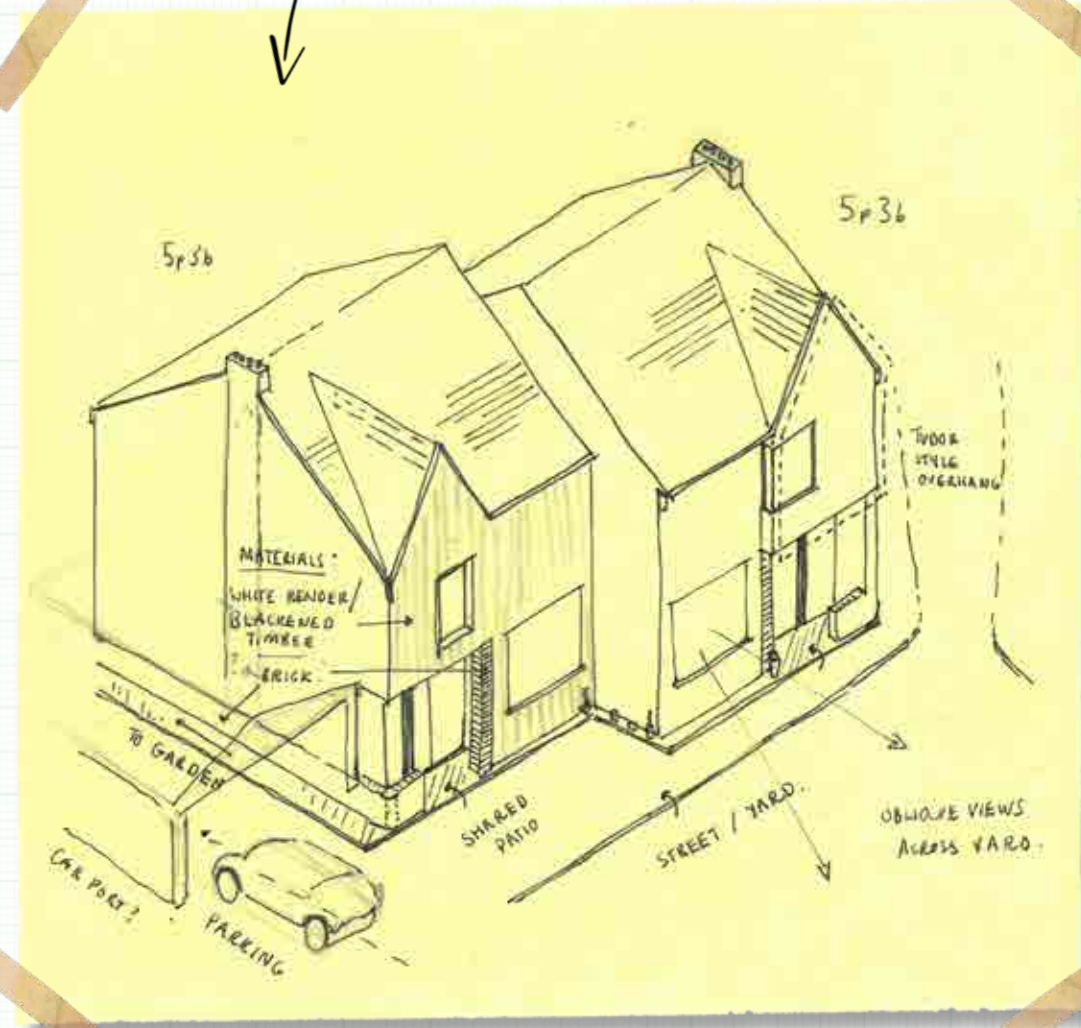 5p3b
5p3b
TUDOR
STYLE
OVERHANG
MATERIALS:
WHITE RENDER/
BLACKENED
TIMBER
BRICK
TO GARDEN
CAR PORT?
PARKING
SHARED
PATIO
STREET / YARD.
OBLIQUE VIEWS
ACROSS YARD.